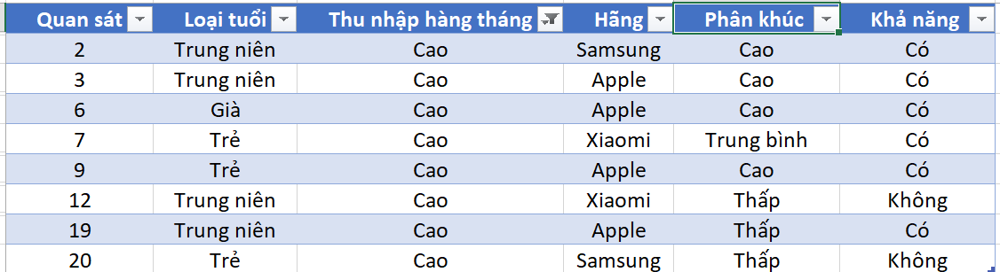 Quan sát Loại tuổi Thu nhập hàng tháng Hãng Phân khúc Khả năng
2 Trung niên Cao Samsung Cao Có
3 Trung niên Cao Apple Cao Có
6 Già Cao Apple Cao Có
7 Trẻ Cao Xiaomi Trung bình Có
9 Trẻ Cao Apple Cao Có
12 Trung niên Cao Xiaomi Thấp Không
19 Trung niên Cao Apple Thấp Có
20 Trẻ Cao Samsung Thấp Không